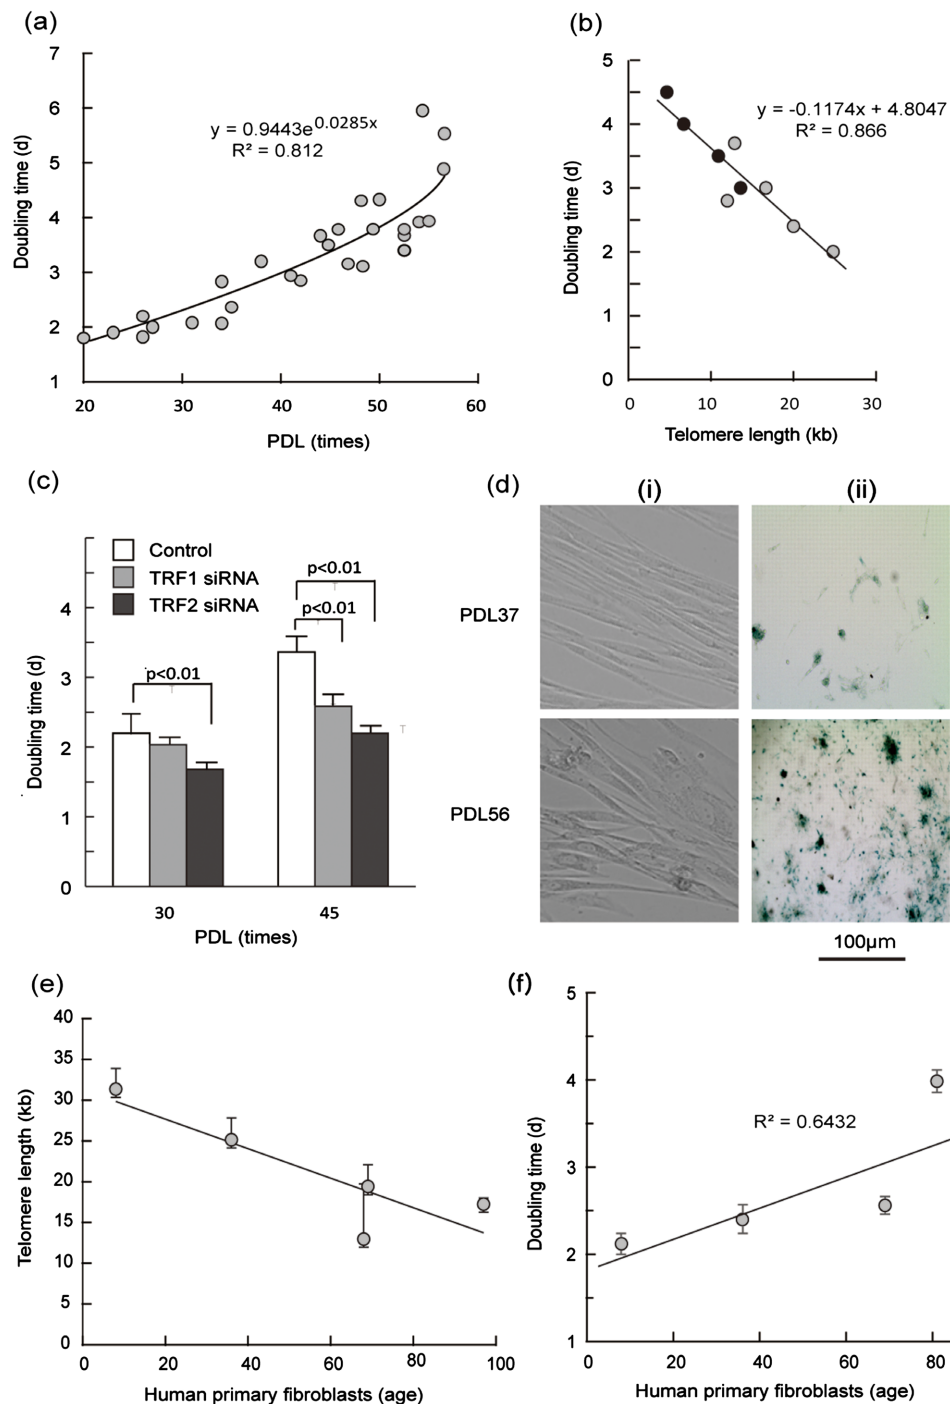 (a)
7
6
5
4
3
2
1
Doubling time (d)
y = 0.9443e^0.0285x
R² = 0.812
20 30 40 50 60
PDL (times)
(b)
5
4
3
2
1
0
Doubling time (d)
y = -0.1174x + 4.8047
R² = 0.866
0 10 20 30
Telomere length (kb)
(c)
4
3
2
1
0
Doubling time (d)
Control
TRF1 siRNA
TRF2 siRNA
p<0.01
p<0.01
p<0.01
30 45
PDL (times)
(d)
(i) (ii)
PDL37
PDL56
100µm
(e)
40
35
30
25
20
15
10
5
0
Telomere length (kb)
0 20 40 60 80 100
Human primary fibroblasts (age)
(f)
5
4
3
2
1
Doubling time (d)
R² = 0.6432
0 20 40 60 80
Human primary fibroblasts (age)